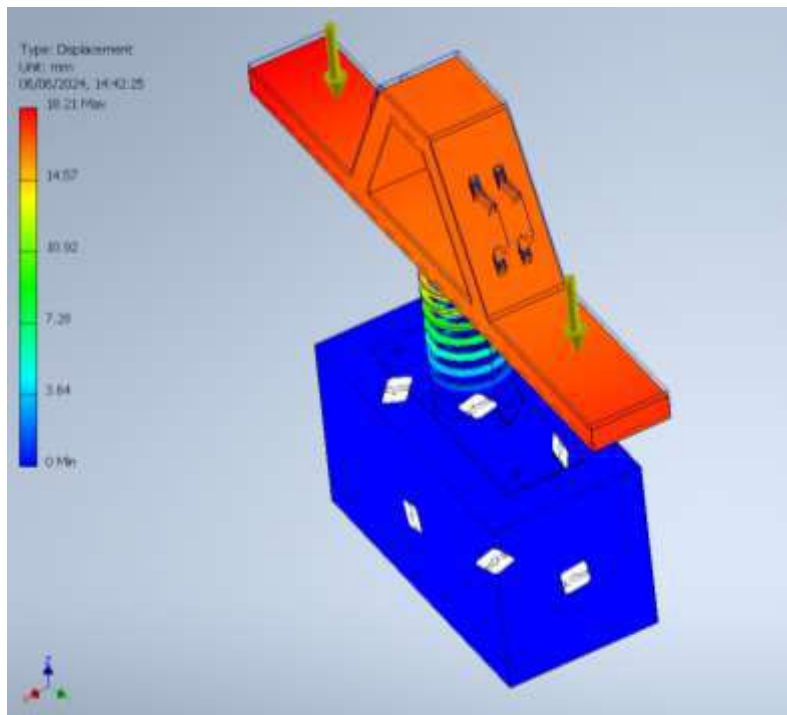 Type: Displacement
Unit: mm
06/06/2024, 14:42:25
18.21 Max
14.57
10.92
7.28
3.64
0 Min
Z